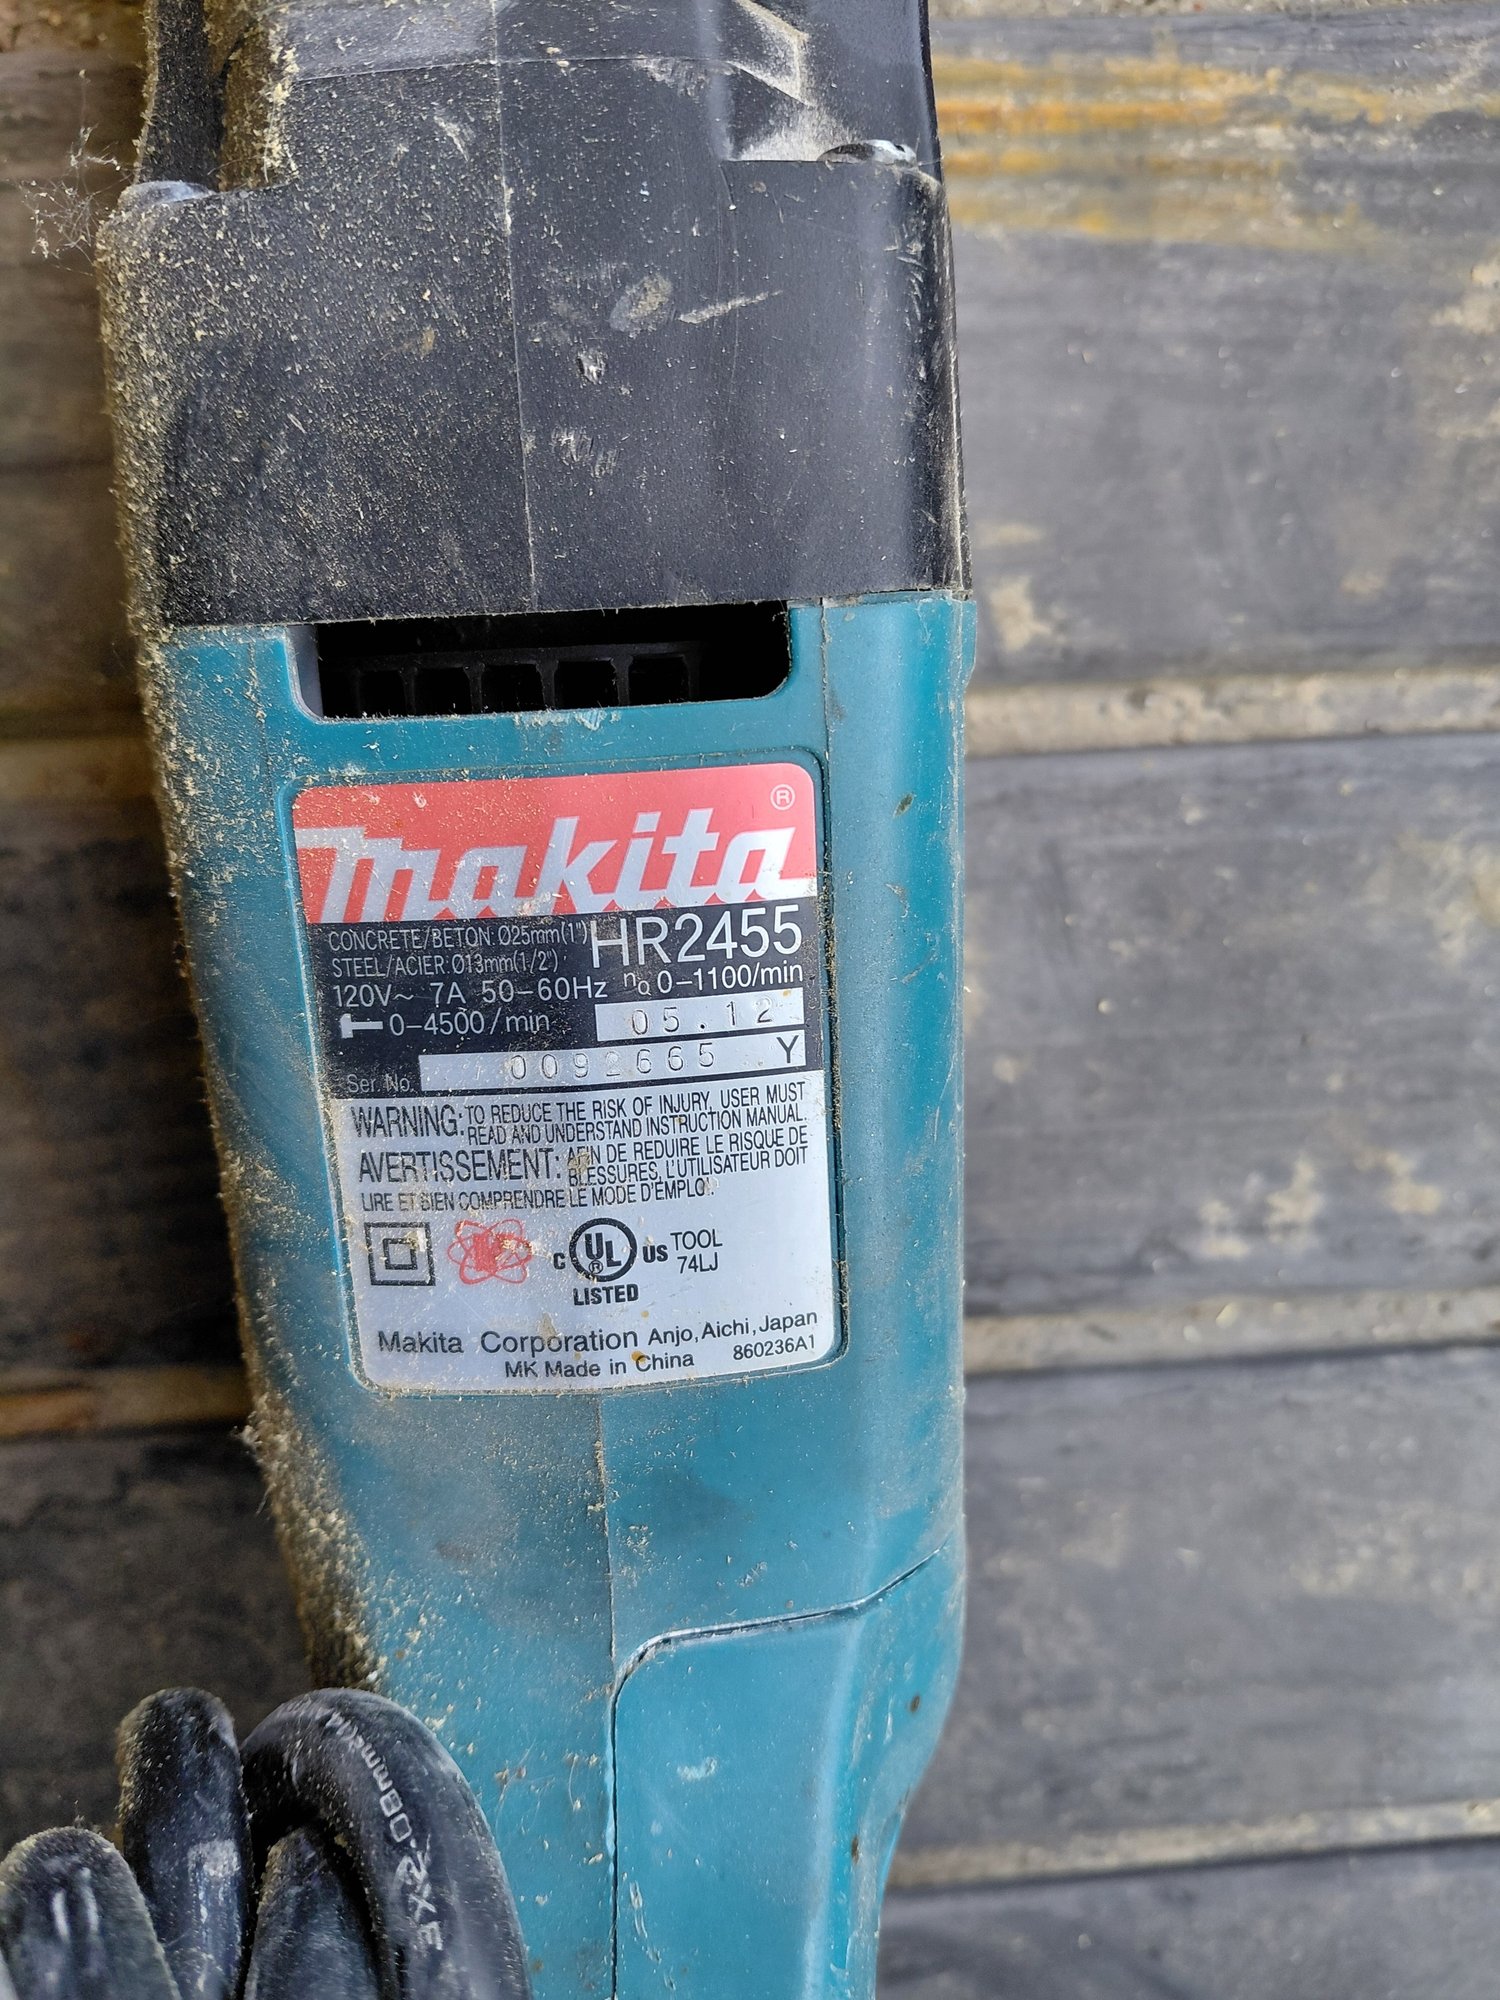 makita®
CONCRETE/BETON: Ø25mm(1") HR2455
STEEL/ACIER: Ø13mm(1/2")
120V~ 7A 50-60Hz n₀ 0-1100/min
0-4500/min 05.12
Ser. No. 0092665 Y
WARNING: TO REDUCE THE RISK OF INJURY, USER MUST
READ AND UNDERSTAND INSTRUCTION MANUAL.
AVERTISSEMENT: AFIN DE REDUIRE LE RISQUE DE
BLESSURES, L'UTILISATEUR DOIT
LIRE ET BIEN COMPRENDRE LE MODE D'EMPLOI.
C UL® US TOOL
74LJ
LISTED
Makita Corporation Anjo, Aichi, Japan
MK Made in China 860236A1